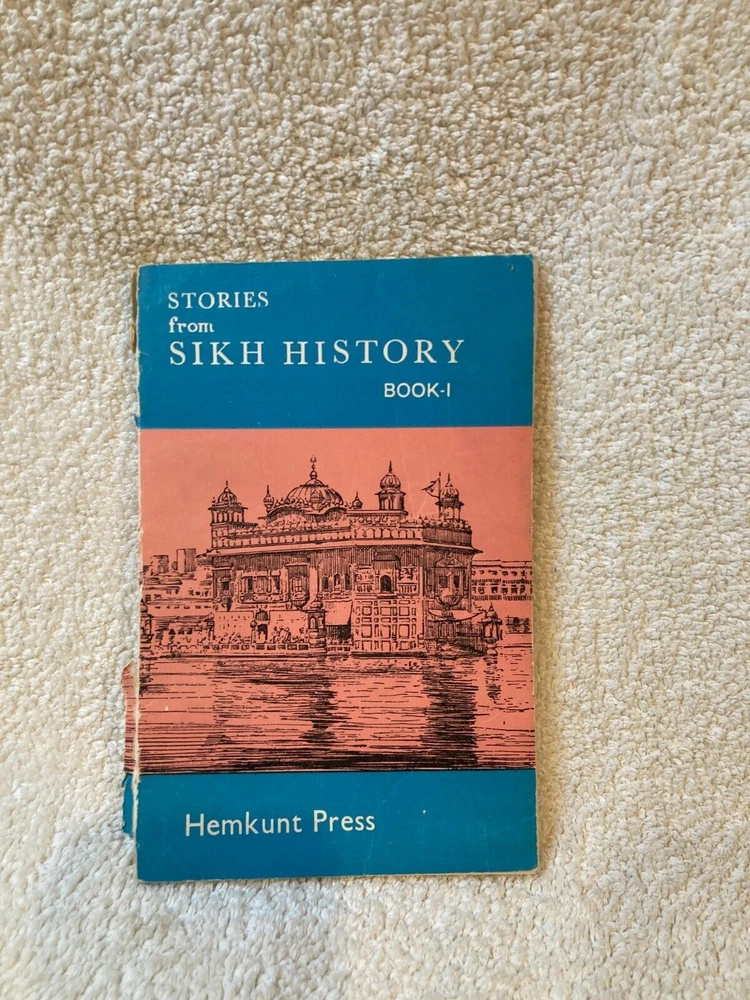 STORIES
from
SIKH HISTORY
BOOK-I
Hemkunt Press